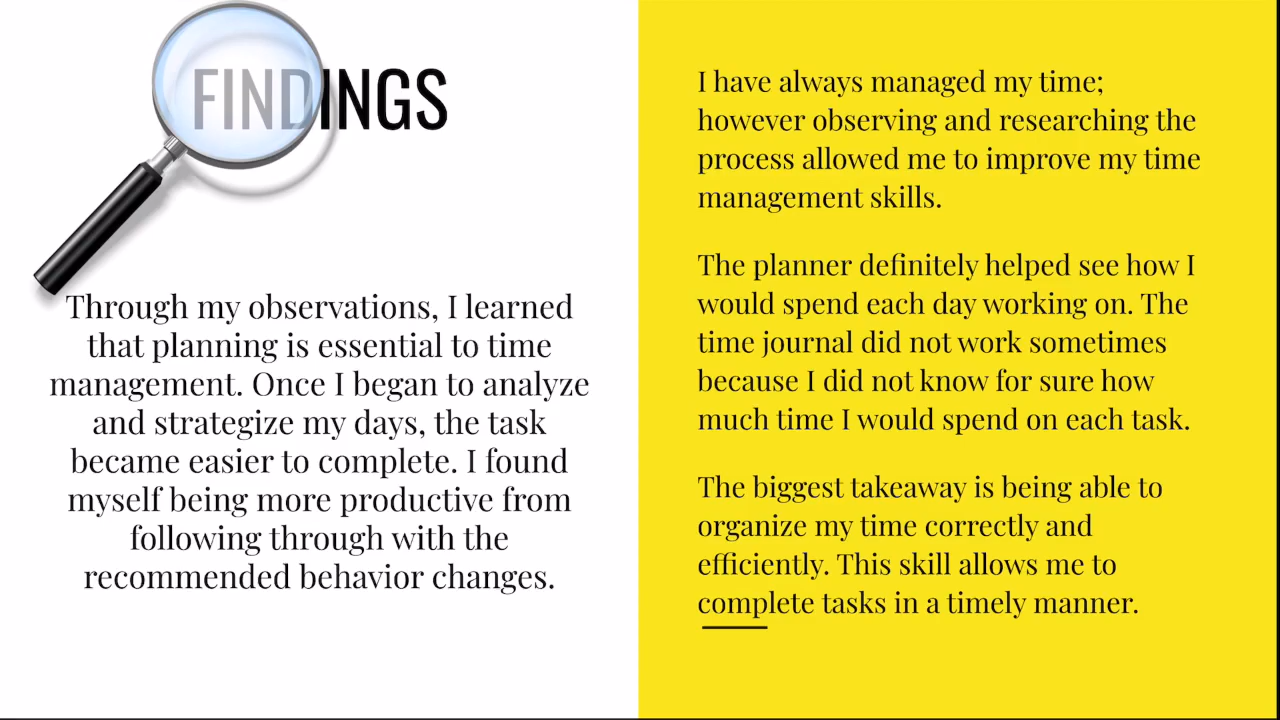 FINDINGS
Through my observations, I learned
that planning is essential to time
management. Once I began to analyze
and strategize my days, the task
became easier to complete. I found
myself being more productive from
following through with the
recommended behavior changes.
I have always managed my time;
however observing and researching the
process allowed me to improve my time
management skills.
The planner definitely helped see how I
would spend each day working on. The
time journal did not work sometimes
because I did not know for sure how
much time I would spend on each task.
The biggest takeaway is being able to
organize my time correctly and
efficiently. This skill allows me to
complete tasks in a timely manner.